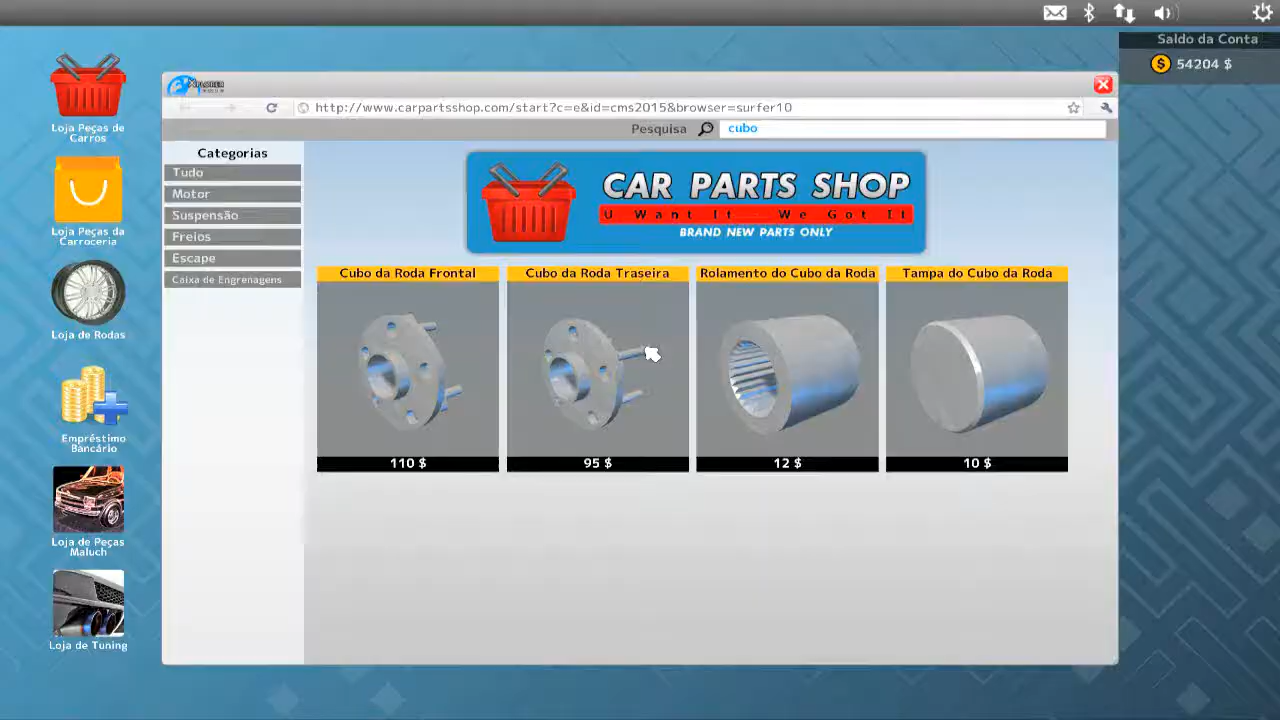 Saldo da Conta
$ 54204 $
Loja Peças de
Carros
Loja Peças da
Carroceria
Loja de Rodas
Empréstimo
Bancário
Loja de Peças
Maluch
Loja de Tuning
http://www.carpartsshop.com/start?c=e&id=cms2015&browser=surfer10
Pesquisa
cubo
Categorias
Tudo
Motor
Suspensão
Freios
Escape
Caixa de Engrenagens
CAR PARTS SHOP
U Want It We Got It
BRAND NEW PARTS ONLY
Cubo da Roda Frontal
110 $
Cubo da Roda Traseira
95 $
Rolamento do Cubo da Roda
12 $
Tampa do Cubo da Roda
10 $